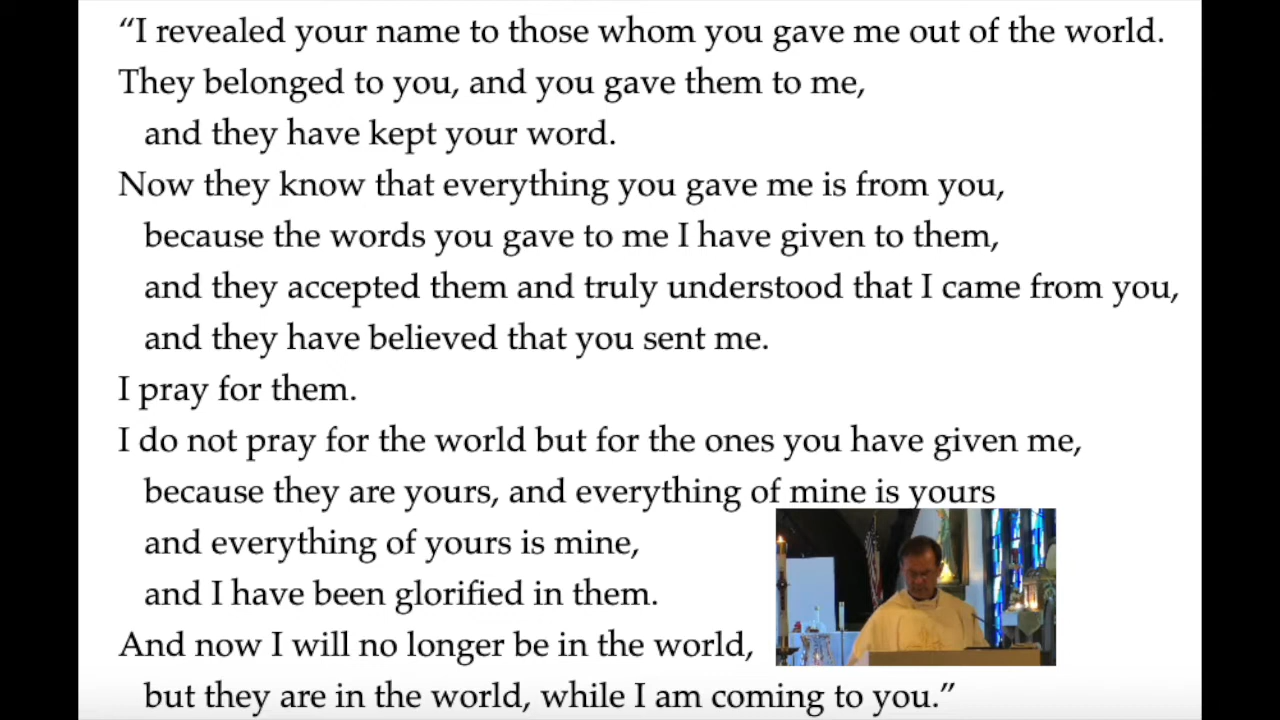 “I revealed your name to those whom you gave me out of the world.
They belonged to you, and you gave them to me,
and they have kept your word.
Now they know that everything you gave me is from you,
because the words you gave to me I have given to them,
and they accepted them and truly understood that I came from you,
and they have believed that you sent me.
I pray for them.
I do not pray for the world but for the ones you have given me,
because they are yours, and everything of mine is yours
and everything of yours is mine,
and I have been glorified in them.
And now I will no longer be in the world,
but they are in the world, while I am coming to you.”